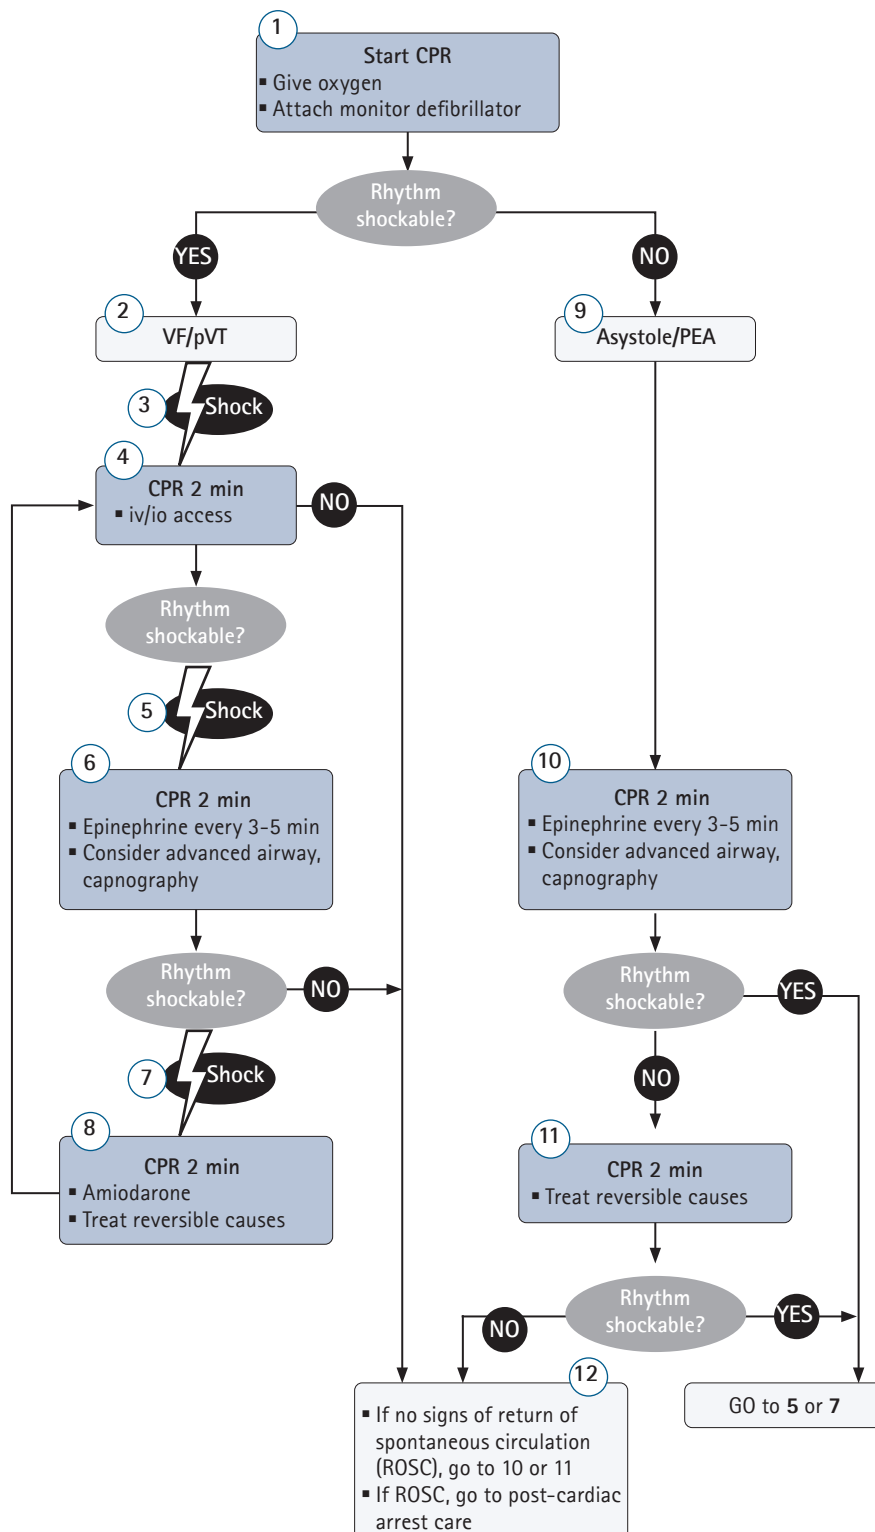 1
Start CPR
▪ Give oxygen
▪ Attach monitor defibrillator
Rhythm
shockable?
YES
NO
2
VF/pVT
9
Asystole/PEA
3
Shock
4
CPR 2 min
▪ iv/io access
NO
Rhythm
shockable?
5
Shock
6
CPR 2 min
▪ Epinephrine every 3-5 min
▪ Consider advanced airway,
capnography
10
CPR 2 min
▪ Epinephrine every 3-5 min
▪ Consider advanced airway,
capnography
Rhythm
shockable?
NO
Rhythm
shockable?
YES
7
Shock
NO
8
CPR 2 min
▪ Amiodarone
▪ Treat reversible causes
11
CPR 2 min
▪ Treat reversible causes
Rhythm
shockable?
NO
YES
12
▪ If no signs of return of
spontaneous circulation
(ROSC), go to 10 or 11
▪ If ROSC, go to post-cardiac
arrest care
GO to 5 or 7